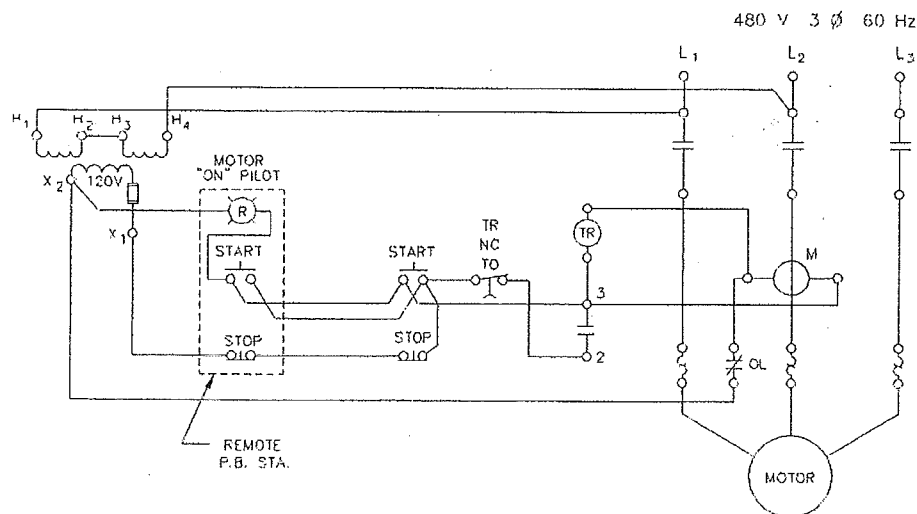 480 V 3 Ø 60 Hz
L1 L2 L3
H1 H2 H3 H4
X2 120V
X1
MOTOR
"ON" PILOT
R
START
START
TR
NC
TO
TR
3
M
STOP
STOP
2
OL
REMOTE
P.B. STA.
MOTOR